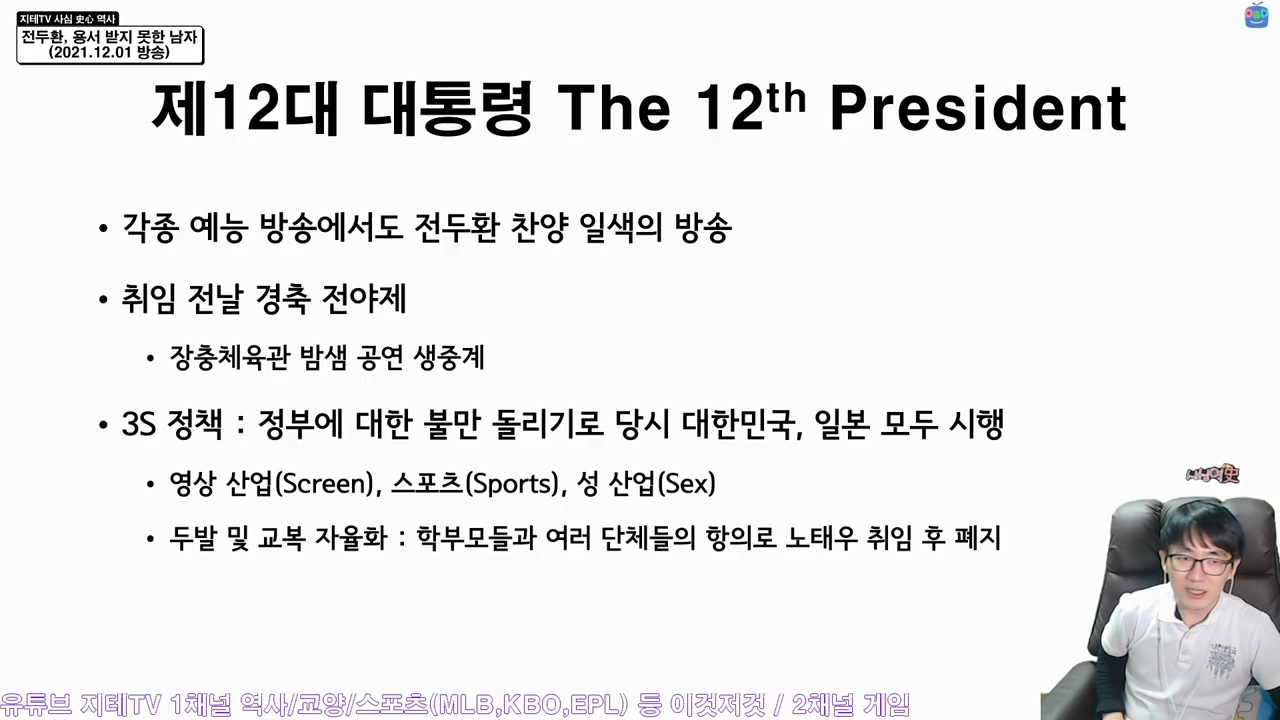 지테TV 사심 史心 역사
전두환, 용서 받지 못한 남자
(2021.12.01 방송)
제12대 대통령 The 12th President
• 각종 예능 방송에서도 전두환 찬양 일색의 방송
• 취임 전날 경축 전야제
• 장충체육관 밤샘 공연 생중계
• 3S 정책 : 정부에 대한 불만 돌리기로 당시 대한민국, 일본 모두 시행
• 영상 산업(Screen), 스포츠(Sports), 성 산업(Sex)
• 두발 및 교복 자율화 : 학부모들과 여러 단체들의 항의로 노태우 취임 후 폐지
유튜브 지테TV 1채널 역사/교양/스포츠(MLB,KBO,EPL) 등 이것저것 / 2채널 게임